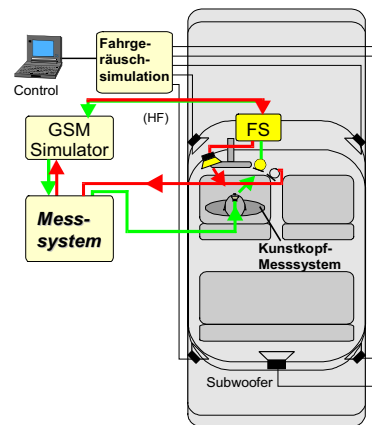 Fahrge-
räusch-
simulation
Control
(HF)
FS
GSM
Simulator
Mess-
system
Kunstkopf-
Messsystem
Subwoofer